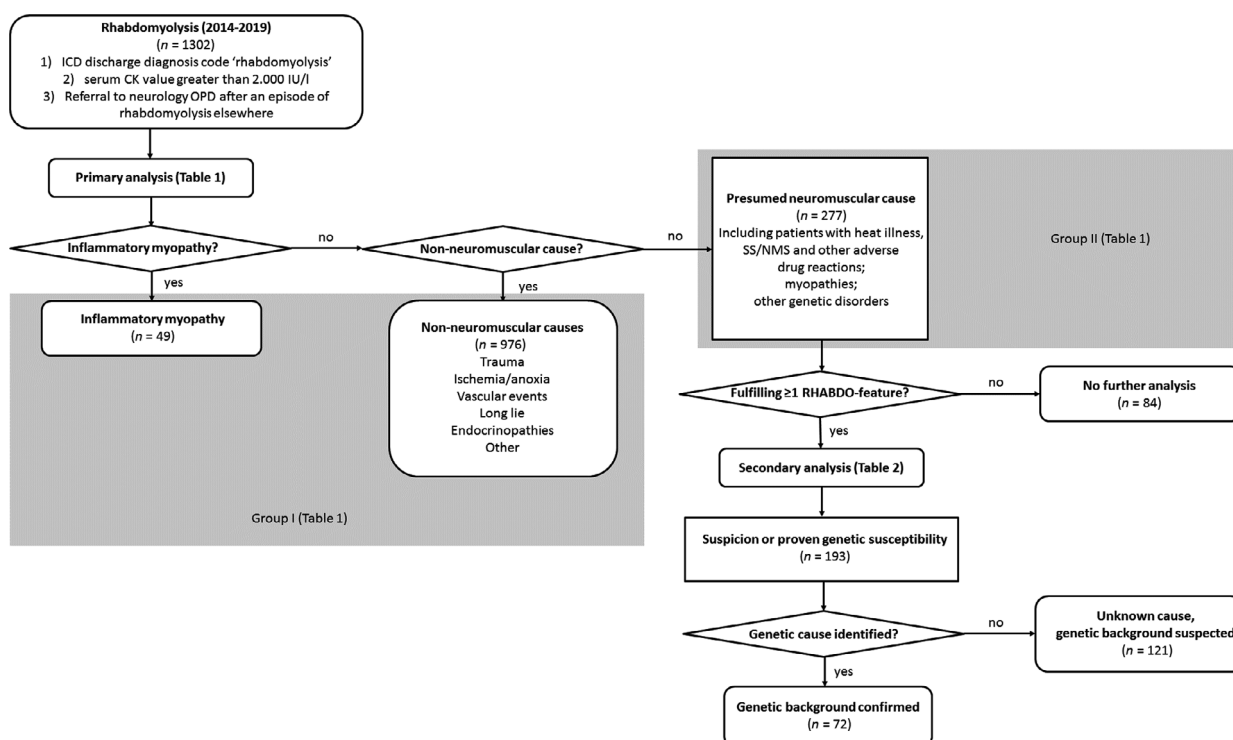 Rhabdomyolysis (2014-2019)
(n = 1302)
1) ICD discharge diagnosis code 'rhabdomyolysis'
2) serum CK value greater than 2.000 IU/l
3) Referral to neurology OPD after an episode of
rhabdomyolysis elsewhere
Primary analysis (Table 1)
Inflammatory myopathy?
no
Non-neuromuscular cause?
no
Presumed neuromuscular cause
(n = 277)
Including patients with heat illness,
SS/NMS and other adverse
drug reactions;
myopathies;
other genetic disorders
Group II (Table 1)
yes
yes
Inflammatory myopathy
(n = 49)
Non-neuromuscular causes
(n = 976)
Trauma
Ischemia/anoxia
Vascular events
Long lie
Endocrinopathies
Other
Group I (Table 1)
Fulfilling ≥1 RHABDO-feature?
no
No further analysis
(n = 84)
yes
Secondary analysis (Table 2)
Suspicion or proven genetic susceptibility
(n = 193)
Genetic cause identified?
no
Unknown cause,
genetic background suspected
(n = 121)
yes
Genetic background confirmed
(n = 72)